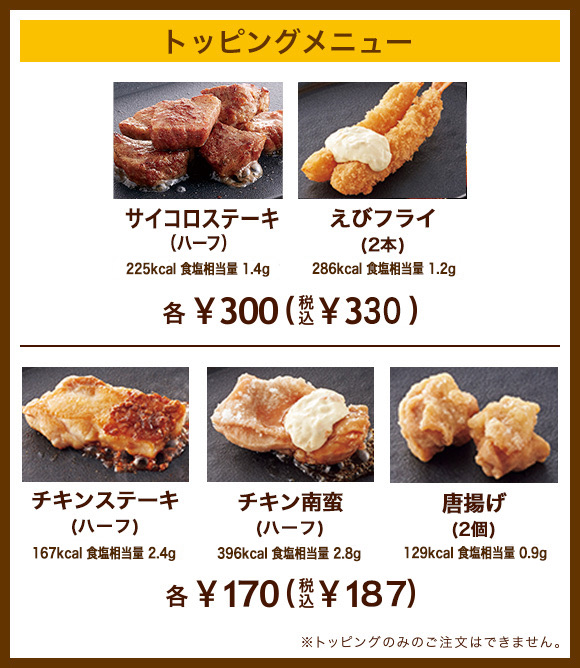 トッピングメニュー
サイコロステーキ
(ハーフ)
225kcal 食塩相当量 1.4g
えびフライ
(2本)
286kcal 食塩相当量 1.2g
各 ¥300(税込¥330)
チキンステーキ
(ハーフ)
167kcal 食塩相当量 2.4g
チキン南蛮
(ハーフ)
396kcal 食塩相当量 2.8g
唐揚げ
(2個)
129kcal 食塩相当量 0.9g
各 ¥170(税込¥187)
※トッピングのみのご注文はできません。